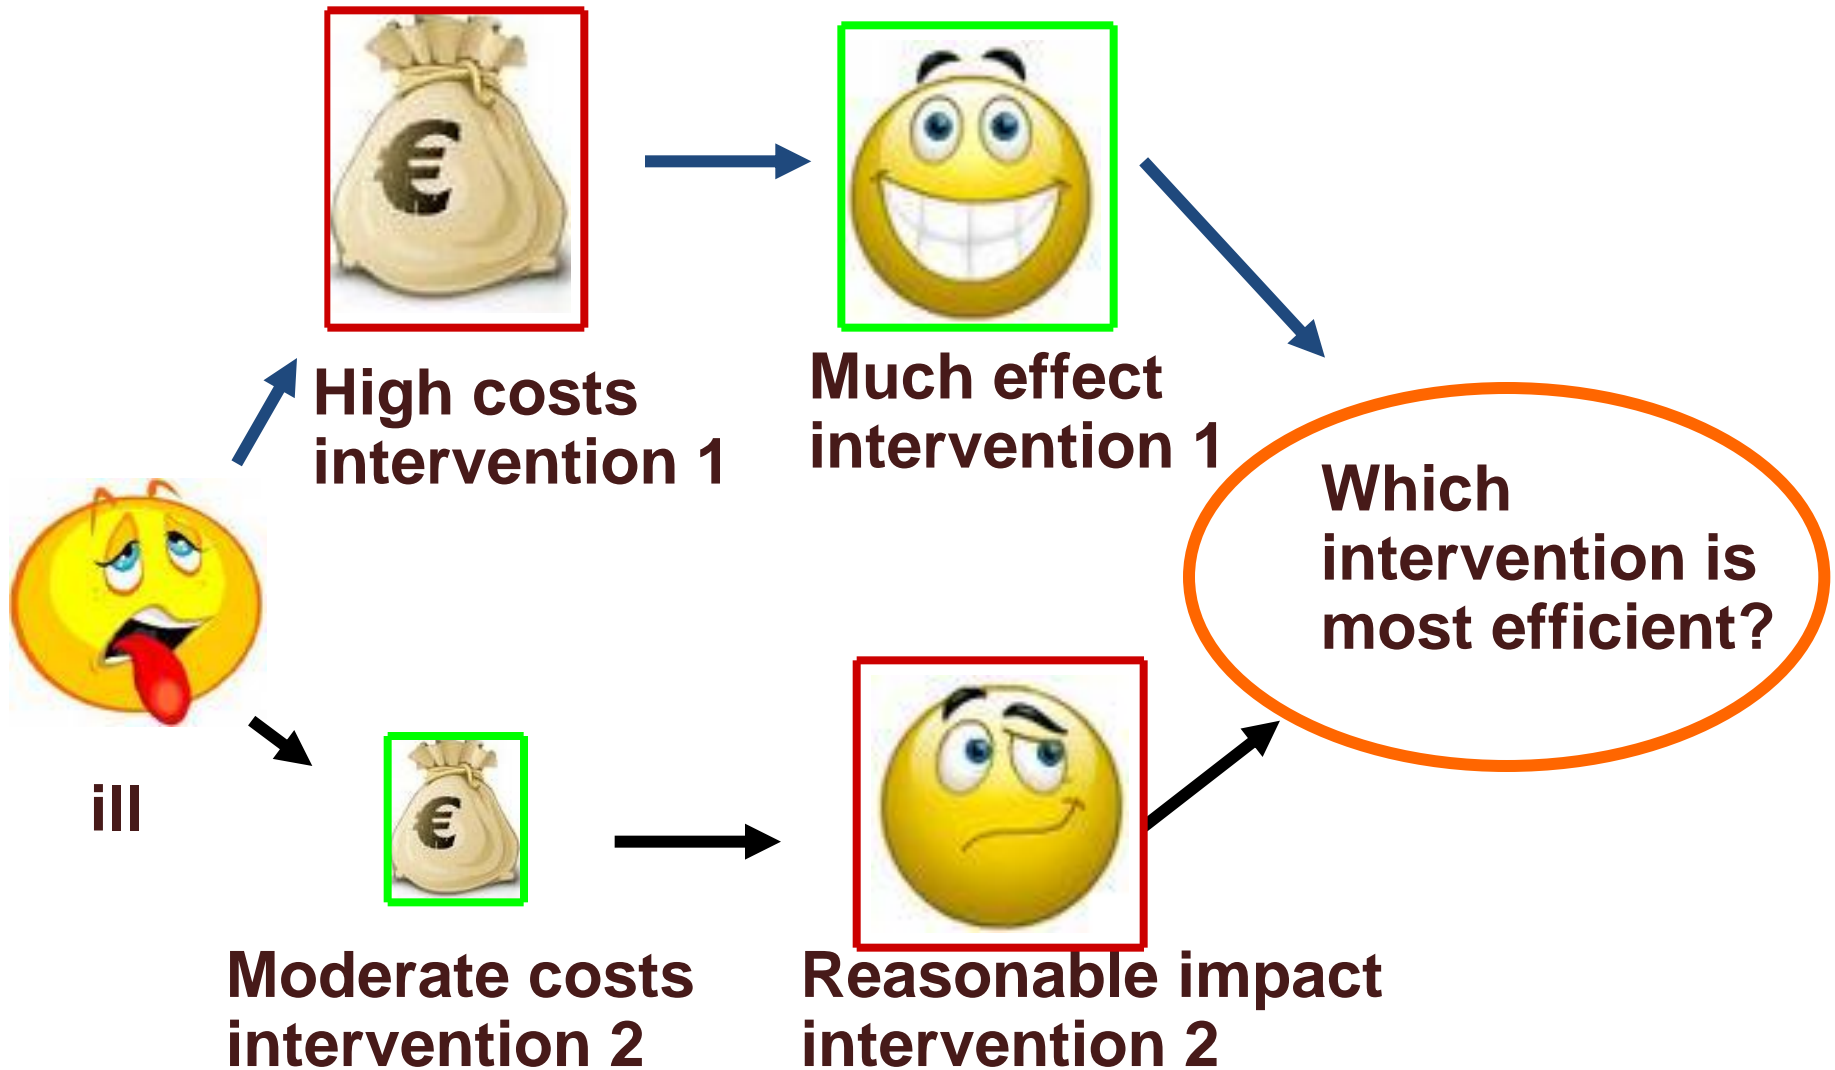 €
High costs
intervention 1
Much effect
intervention 1
Which
intervention is
most efficient?
ill
€
Moderate costs
intervention 2
Reasonable impact
intervention 2